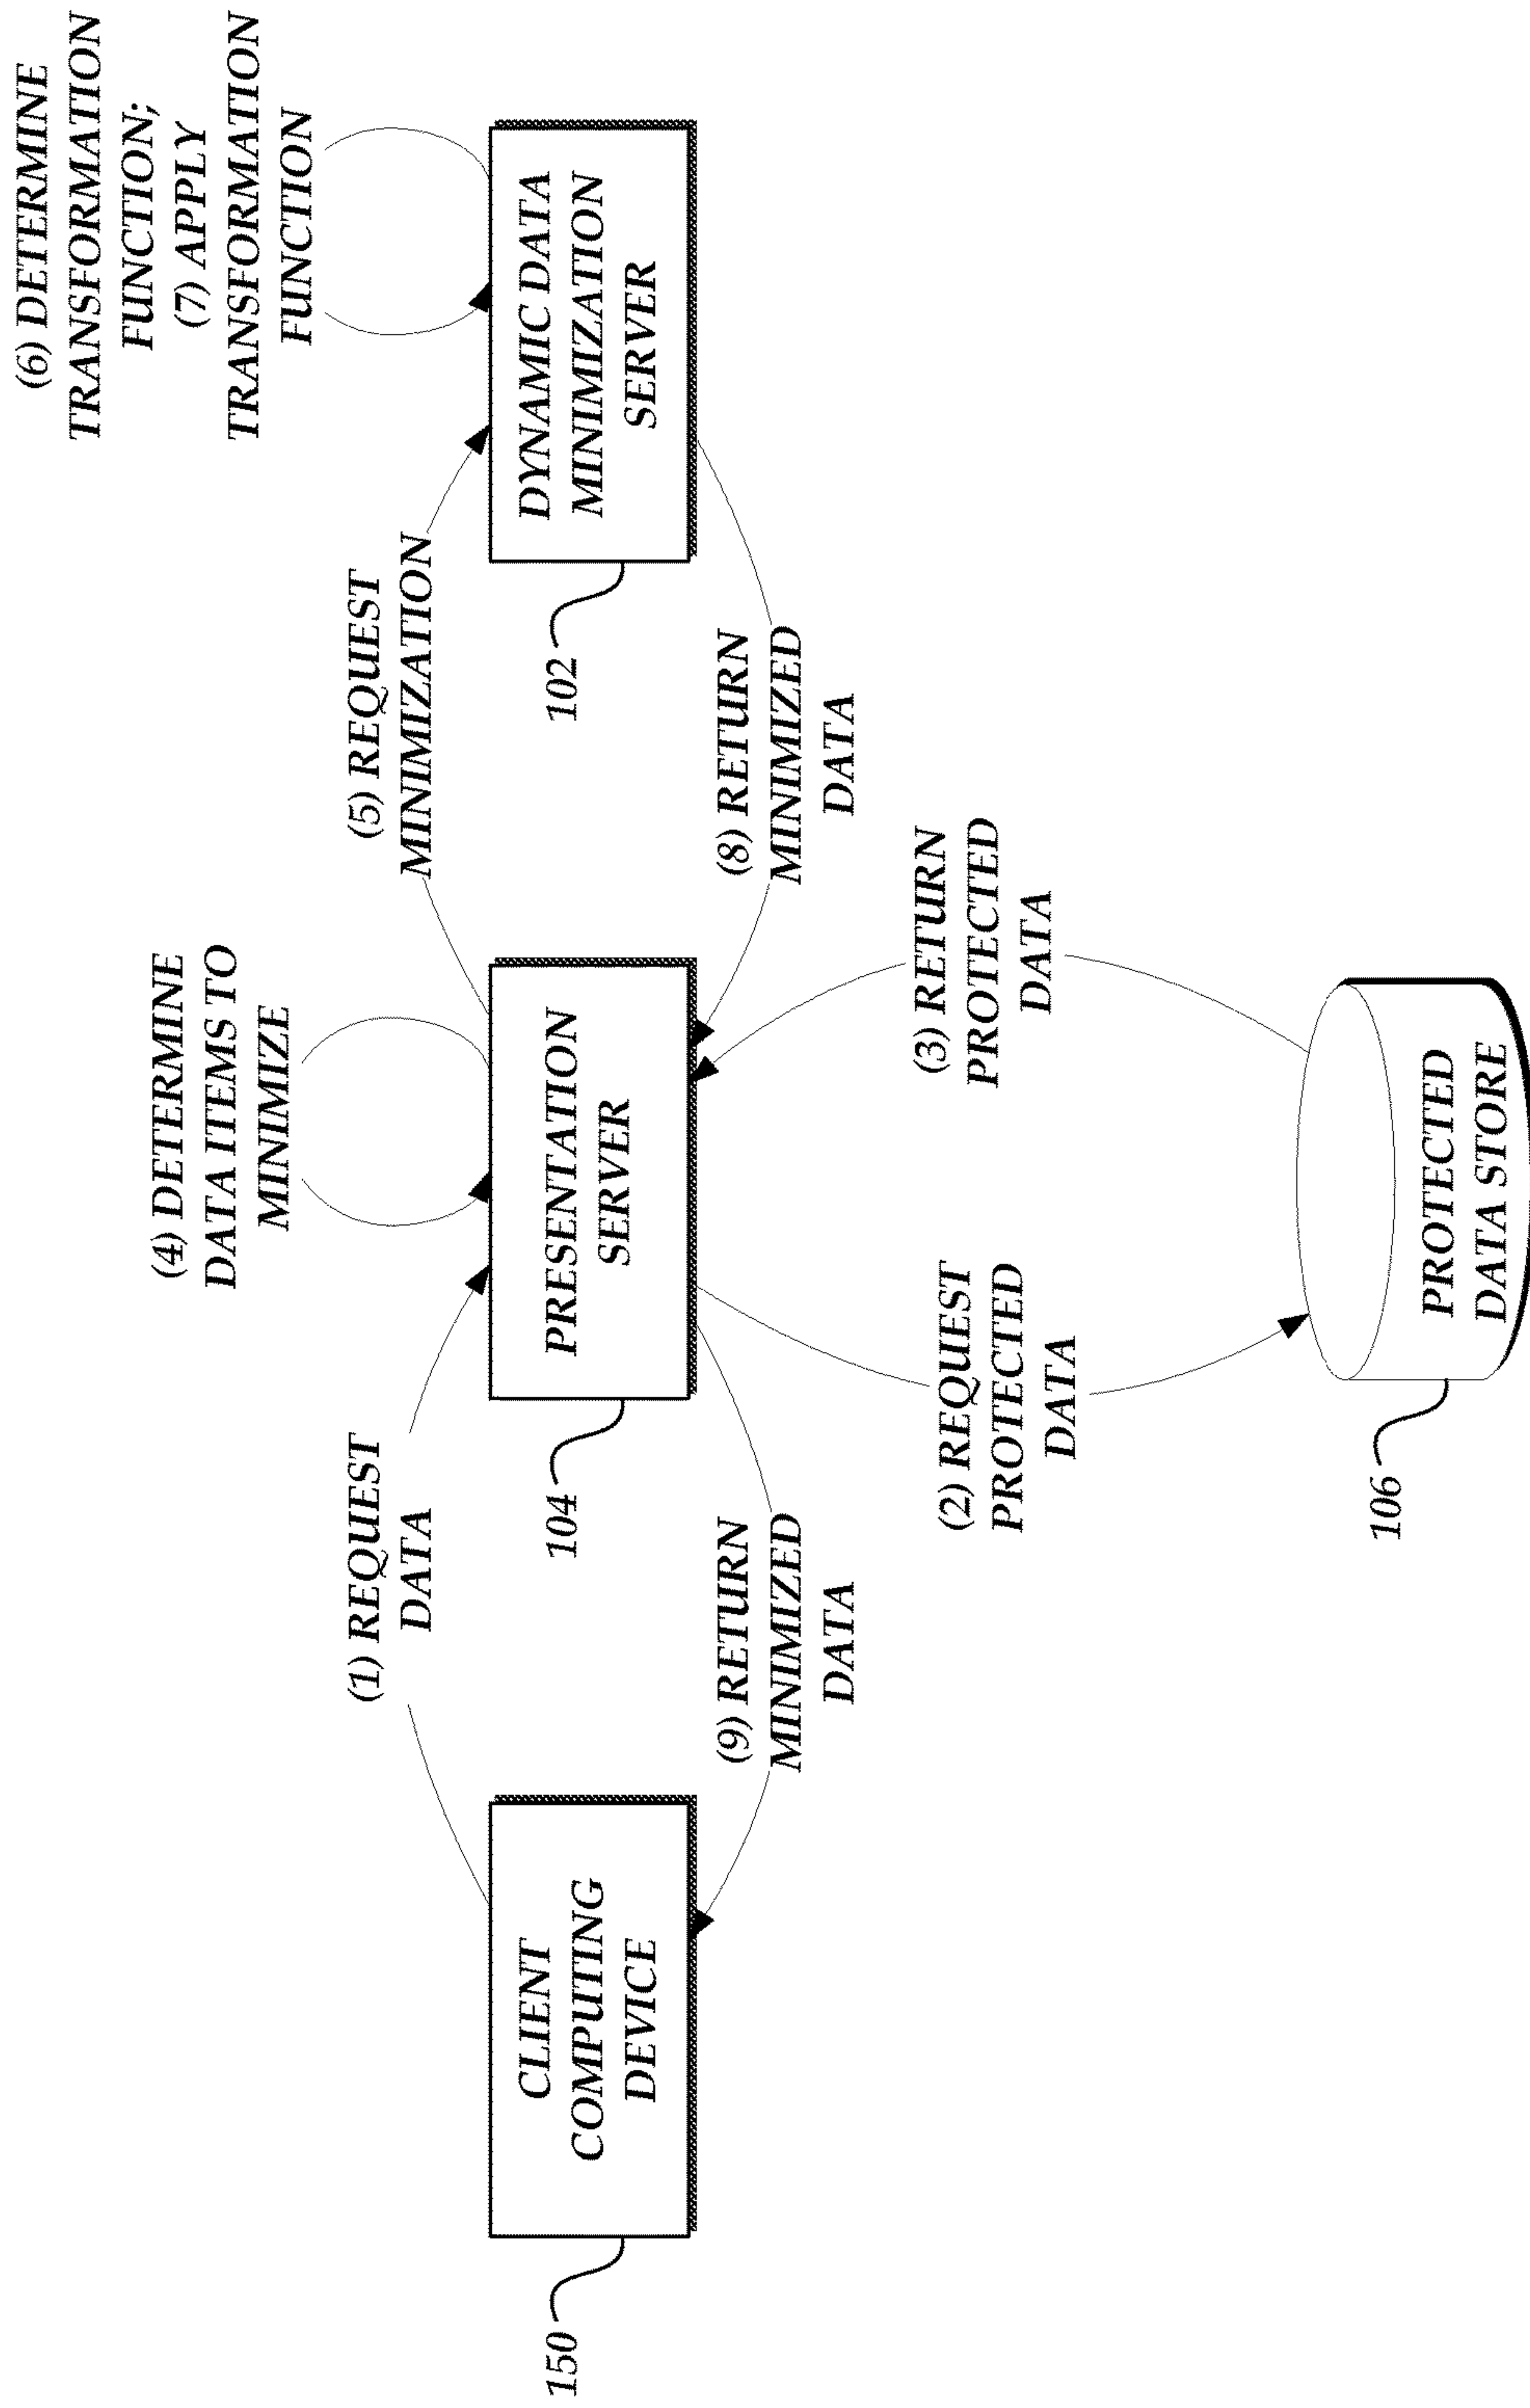 (6) DETERMINE
TRANSFORMATION
FUNCTION;
(7) APPLY
TRANSFORMATION
FUNCTION
(4) DETERMINE
DATA ITEMS TO
MINIMIZE
(1) REQUEST
DATA
(5) REQUEST
MINIMIZATION
CLIENT
COMPUTING
DEVICE
150
PRESENTATION
SERVER
104
DYNAMIC DATA
MINIMIZATION
SERVER
102
(9) RETURN
MINIMIZED
DATA
(8) RETURN
MINIMIZED
DATA
(2) REQUEST
PROTECTED
DATA
(3) RETURN
PROTECTED
DATA
PROTECTED
DATA STORE
106